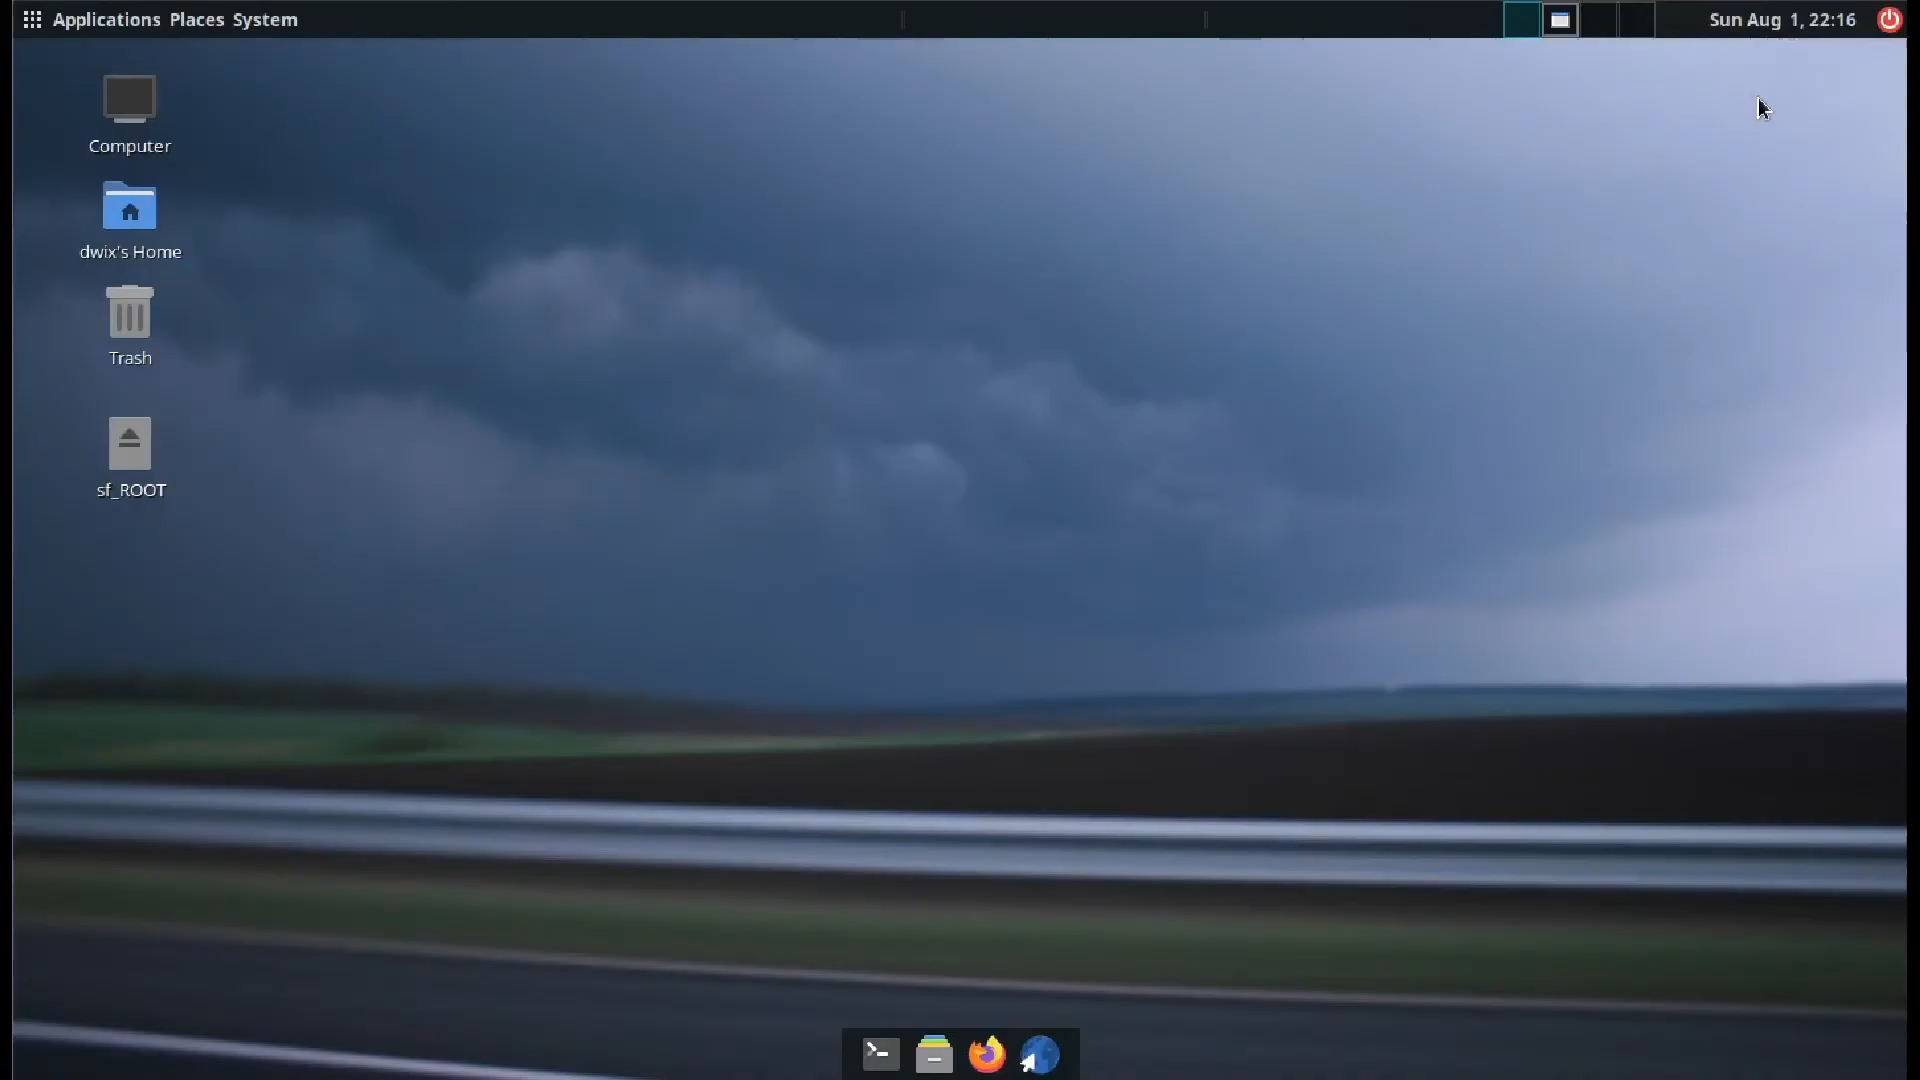 Applications Places System
Sun Aug 1, 22:16
Computer
dwix's Home
Trash
sf_ROOT